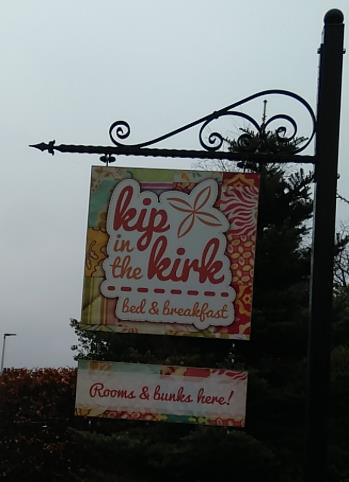 kip
in
the kirk
bed & breakfast
Rooms & bunks here!